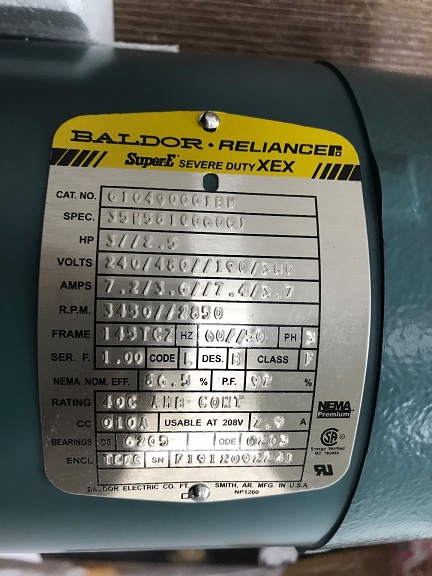 BALDOR · RELIANCE
Super-E SEVERE DUTY XEX
CAT. NO.
SPEC.
HP 3//2.5
VOLTS 240/480//190/380
AMPS 7.2/3.6//7.4/3.7
R.P.M. 3450//2850
FRAME 145TCZ HZ 60//50 PH 3
SER. F. 1.00 CODE L DES. B CLASS F
NEMA NOM. EFF. 86.5 % P.F. 92 %
RATING 40C AMB-CONT
CC 010A USABLE AT 208V 7.9 A
BEARINGS DE 6205 ODE 6203
ENCL. TEFC SN
NEMA
Premium
Energy Verified
BALDOR ELECTRIC CO. FT. SMITH, AR. MFG. IN U.S.A.
NP1260